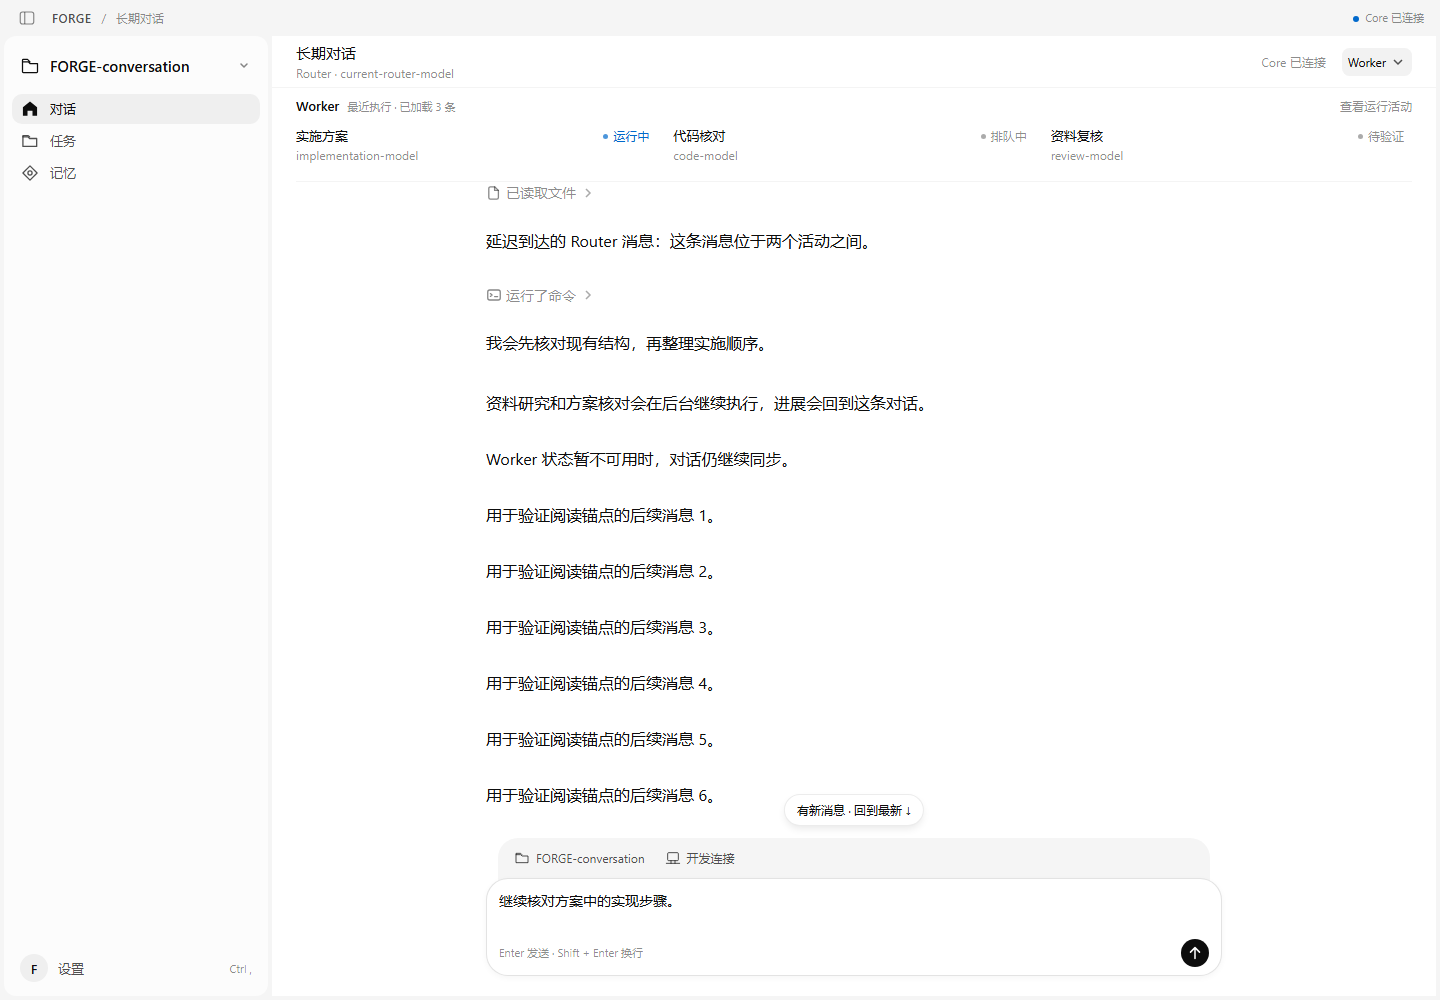 FORGE / 长期对话
Core 已连接
FORGE-conversation
对话
任务
记忆
F 设置 Ctrl ,
长期对话
Router · current-router-model
Core 已连接
Worker
Worker 最近执行 · 已加载 3 条
查看运行活动
实施方案 运行中
implementation-model
代码核对 排队中
code-model
资料复核 待验证
review-model
已读取文件
延迟到达的 Router 消息：这条消息位于两个活动之间。
运行了命令
我会先核对现有结构，再整理实施顺序。
资料研究和方案核对会在后台继续执行，进展会回到这条对话。
Worker 状态暂不可用时，对话仍继续同步。
用于验证阅读锚点的后续消息 1。
用于验证阅读锚点的后续消息 2。
用于验证阅读锚点的后续消息 3。
用于验证阅读锚点的后续消息 4。
用于验证阅读锚点的后续消息 5。
用于验证阅读锚点的后续消息 6。
有新消息 · 回到最新 ↓
FORGE-conversation 开发连接
继续核对方案中的实现步骤。
Enter 发送 · Shift + Enter 换行